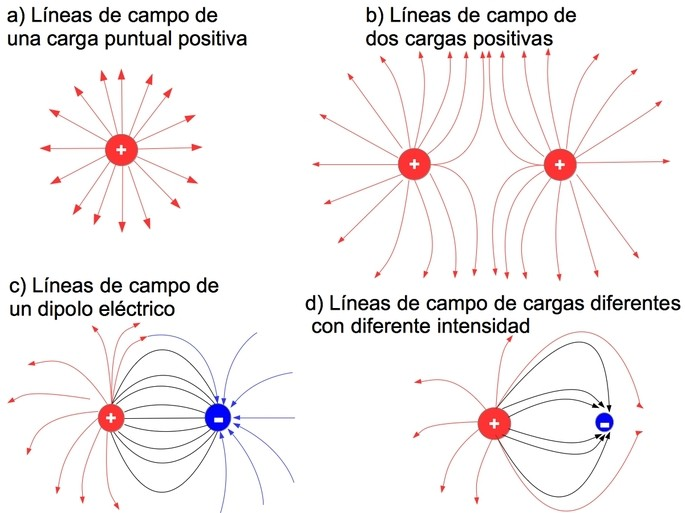 a) Líneas de campo de
una carga puntual positiva
b) Líneas de campo de
dos cargas positivas
+
+
+
c) Líneas de campo de
un dipolo eléctrico
d) Líneas de campo de cargas diferentes
con diferente intensidad
+
-
+
-